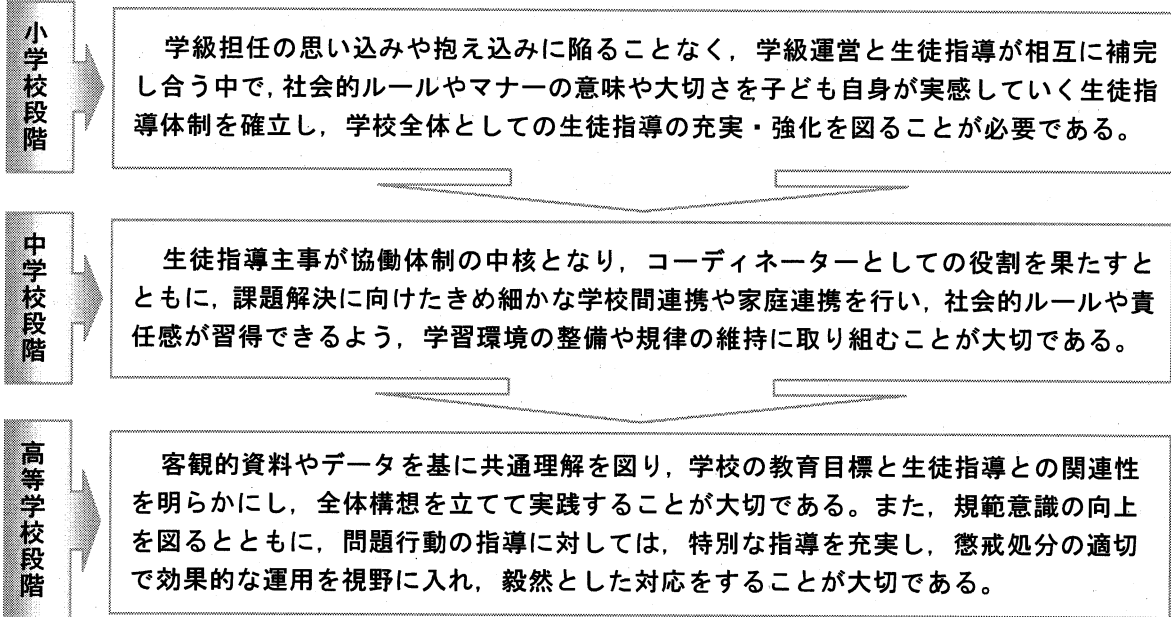 小学校段階
学級担任の思い込みや抱え込みに陥ることなく，学級運営と生徒指導が相互に補完
し合う中で，社会的ルールやマナーの意味や大切さを子ども自身が実感していく生徒指
導体制を確立し，学校全体としての生徒指導の充実・強化を図ることが必要である。
中学校段階
生徒指導主事が協働体制の中核となり，コーディネーターとしての役割を果たすと
ともに，課題解決に向けたきめ細かな学校間連携や家庭連携を行い，社会的ルールや責
任感が習得できるよう，学習環境の整備や規律の維持に取り組むことが大切である。
高等学校段階
客観的資料やデータを基に共通理解を図り，学校の教育目標と生徒指導との関連性
を明らかにし，全体構想を立てて実践することが大切である。また，規範意識の向上
を図るとともに，問題行動の指導に対しては，特別な指導を充実し，懲戒処分の適切
で効果的な運用を視野に入れ，毅然とした対応をすることが大切である。